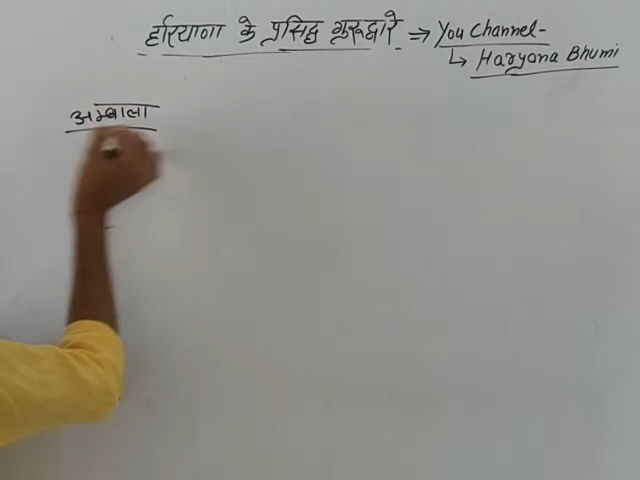 हरियाणा के प्रसिद्ध गुरूद्वारे ⇒ You Channel-
↳ Haryana Bhumi
अम्बाला